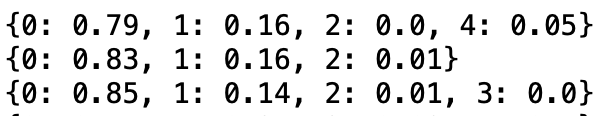 {0: 0.79, 1: 0.16, 2: 0.0, 4: 0.05}
{0: 0.83, 1: 0.16, 2: 0.01}
{0: 0.85, 1: 0.14, 2: 0.01, 3: 0.0}